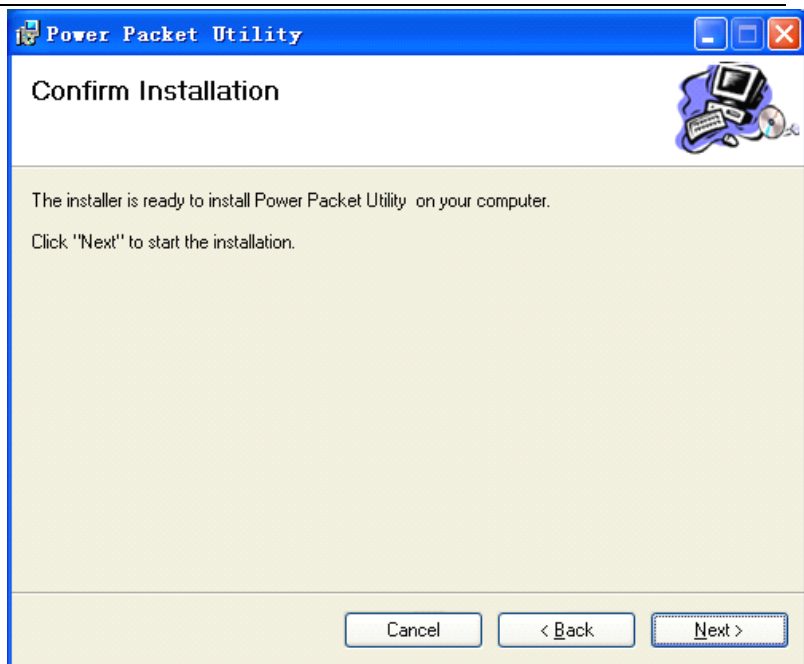 Power Packet Utility
Confirm Installation
The installer is ready to install Power Packet Utility on your computer.
Click "Next" to start the installation.
Cancel
< Back
Next >